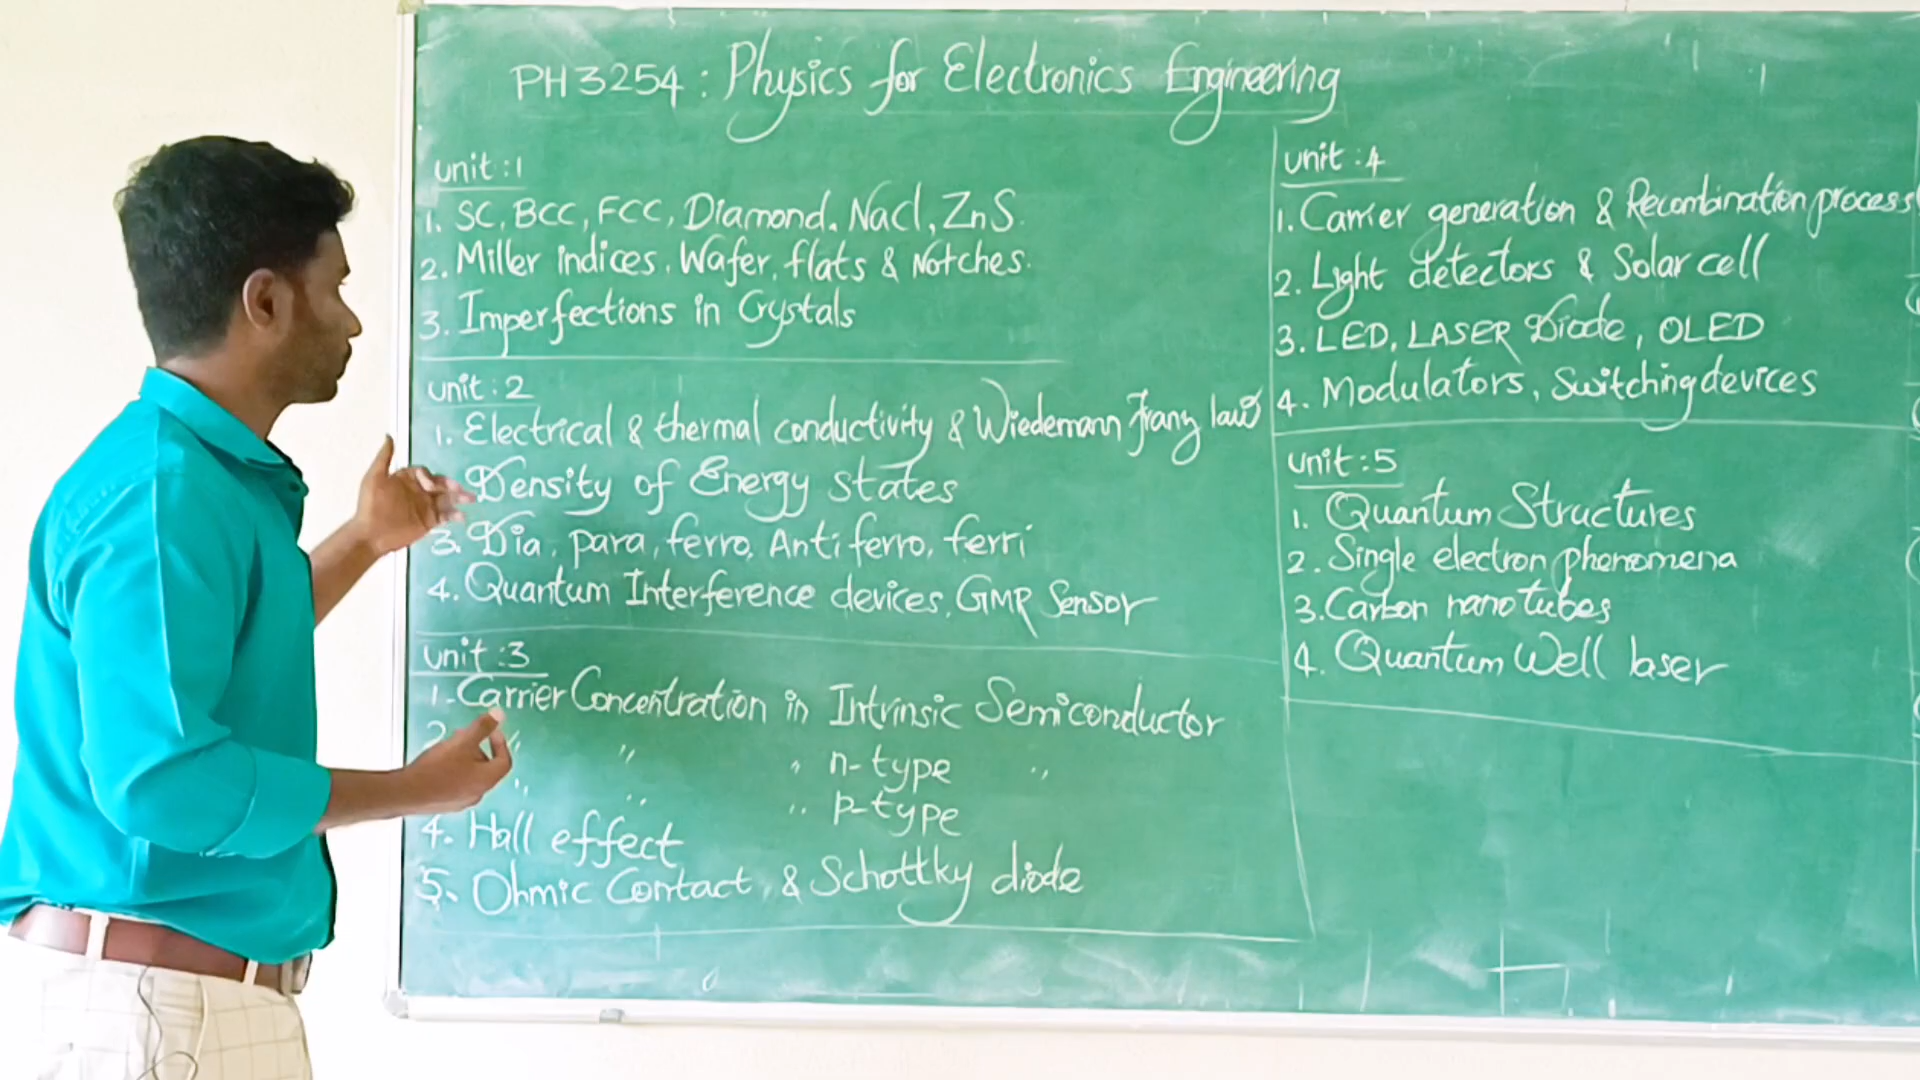 PH3254 : Physics for Electronics Engineering
unit :1
1. SC, BCC, FCC, Diamond, Nacl, ZnS.
2. Miller indices, Wafer, flats & Notches.
3. Imperfections in Crystals
unit : 2
1. Electrical & thermal conductivity & Wiedemann Franz law
Density of Energy states
3. Dia, para, ferro, Anti ferro, ferri
4. Quantum Interference devices, GMR Sensor
unit :3
1. Carrier Concentration in Intrinsic Semiconductor
2. " " " n-type "
" " " p-type
4. Hall effect
5. Ohmic Contact & Schottky diode
unit :4
1. Carrier generation & Recombination process
2. Light detectors & Solar cell
3. LED, LASER Diode, OLED
4. Modulators, Switching devices
unit :5
1. Quantum Structures
2. Single electron phenomena
3. Carbon nano tubes
4. Quantum Well laser